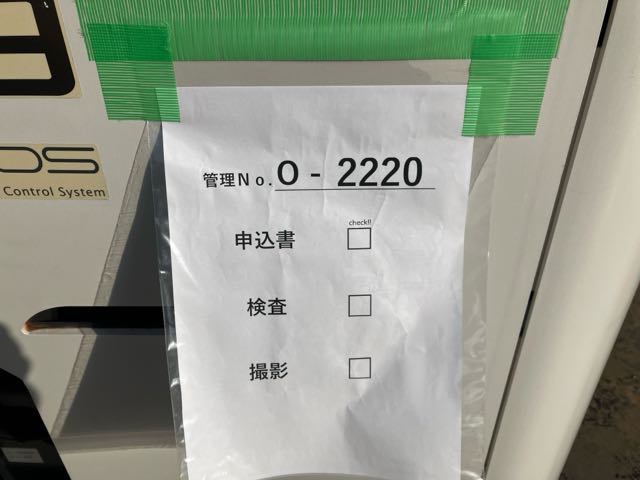 OS
Control System
管理No.O - 2220
check!!
申込書 □
検査 □
撮影 □